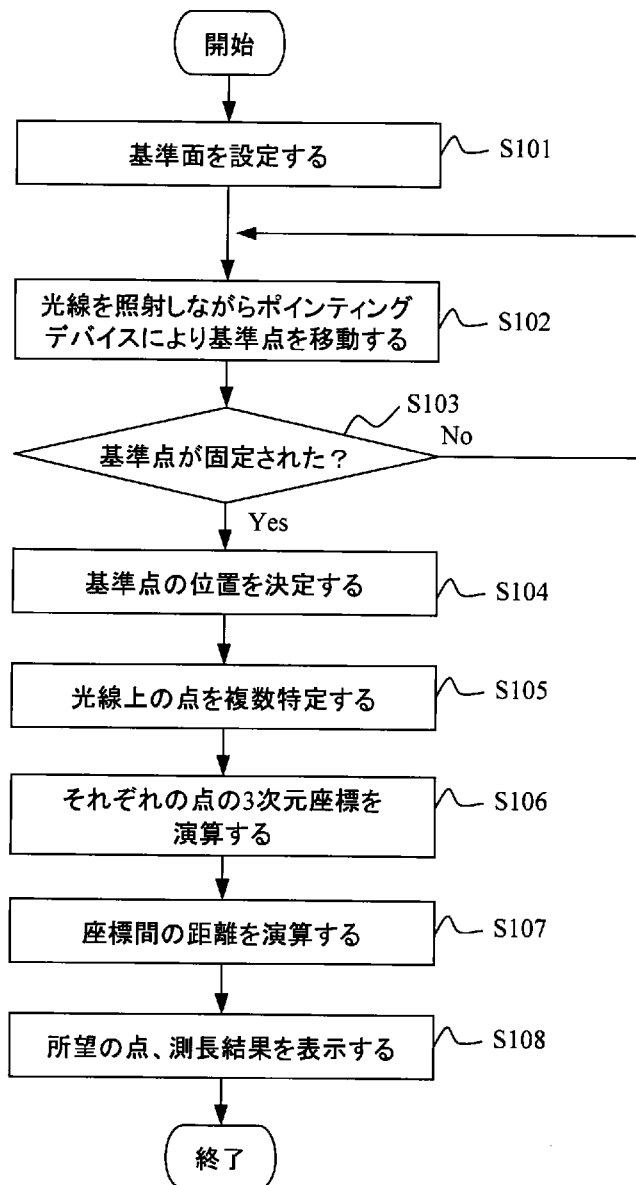 開始
基準面を設定する
S101
光線を照射しながらポインティング
デバイスにより基準点を移動する
S102
S103
基準点が固定された?
No
Yes
基準点の位置を決定する
S104
光線上の点を複数特定する
S105
それぞれの点の3次元座標を
演算する
S106
座標間の距離を演算する
S107
所望の点、測長結果を表示する
S108
終了